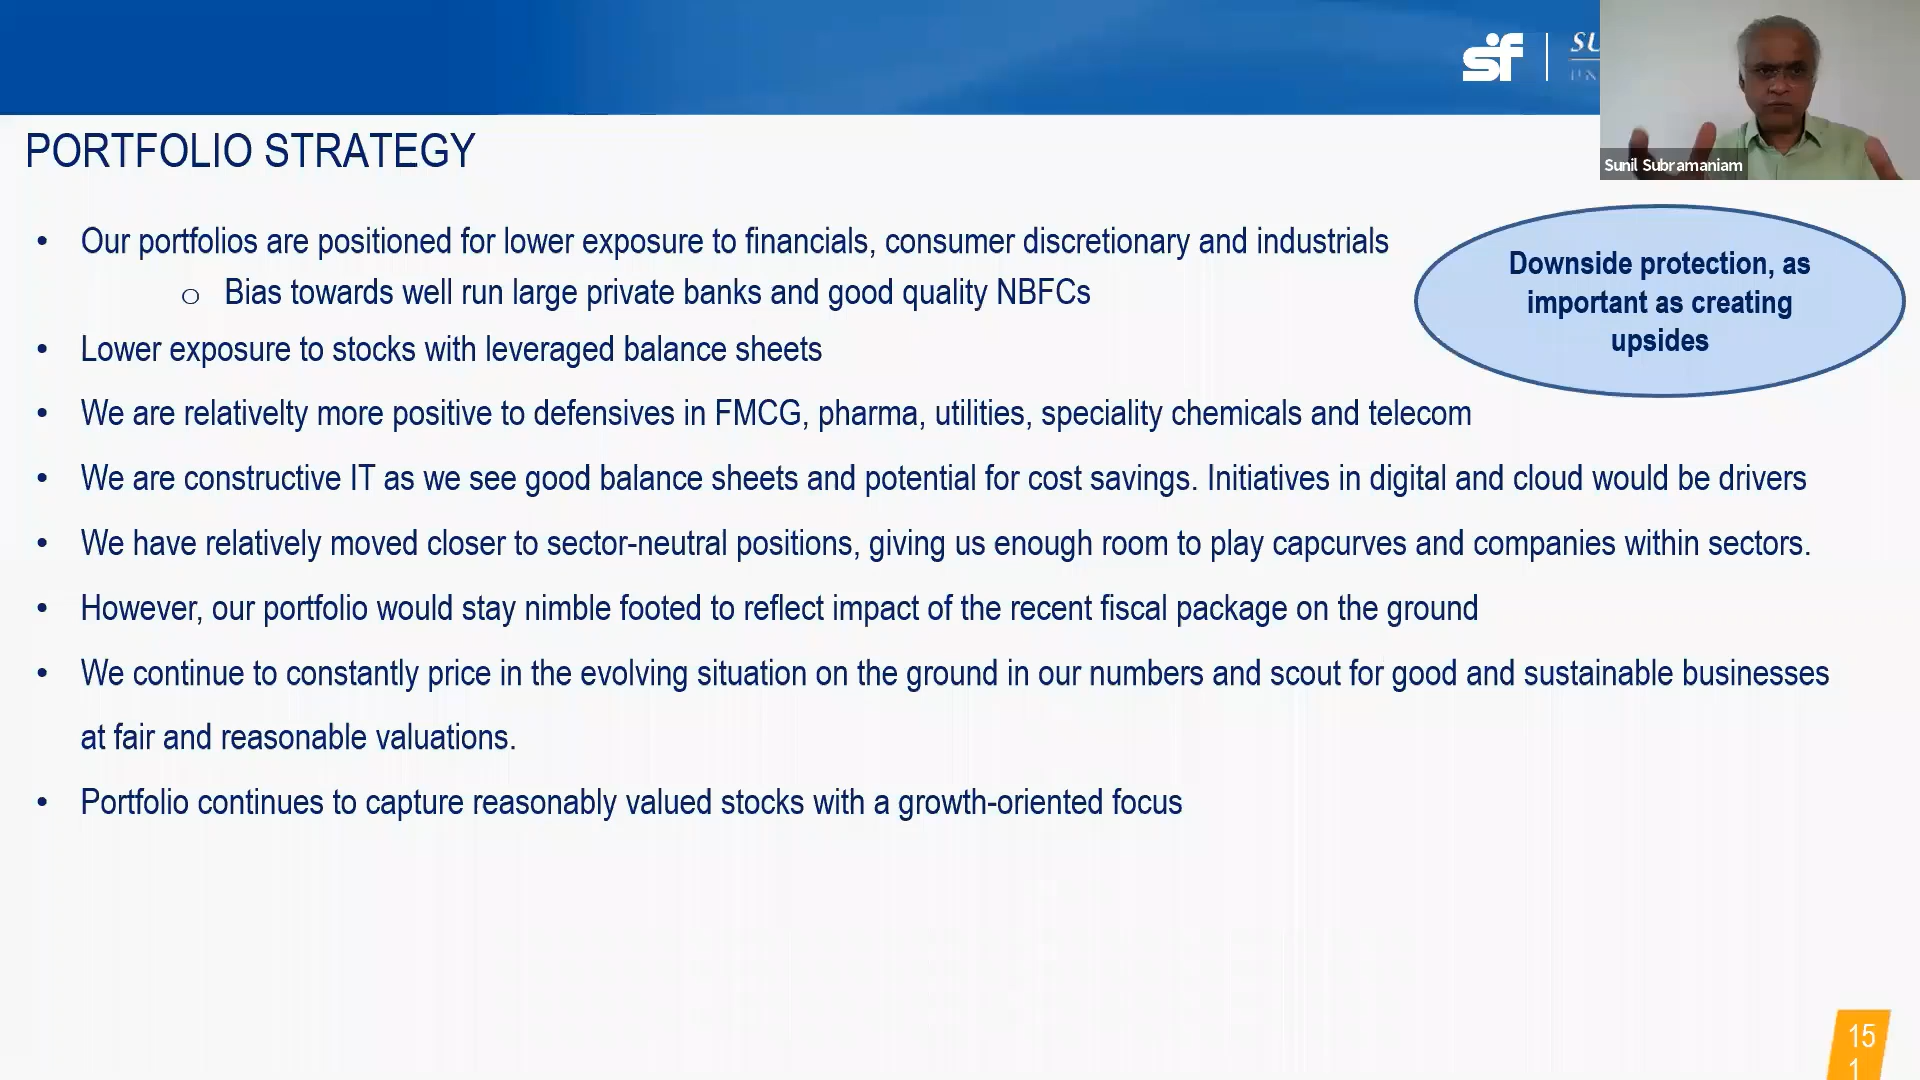 sf
SU
PORTFOLIO STRATEGY
Sunil Subramaniam
• Our portfolios are positioned for lower exposure to financials, consumer discretionary and industrials
o Bias towards well run large private banks and good quality NBFCs
Downside protection, as
important as creating
upsides
• Lower exposure to stocks with leveraged balance sheets
• We are relativelty more positive to defensives in FMCG, pharma, utilities, speciality chemicals and telecom
• We are constructive IT as we see good balance sheets and potential for cost savings. Initiatives in digital and cloud would be drivers
• We have relatively moved closer to sector-neutral positions, giving us enough room to play capcurves and companies within sectors.
• However, our portfolio would stay nimble footed to reflect impact of the recent fiscal package on the ground
• We continue to constantly price in the evolving situation on the ground in our numbers and scout for good and sustainable businesses
at fair and reasonable valuations.
• Portfolio continues to capture reasonably valued stocks with a growth-oriented focus
15
1